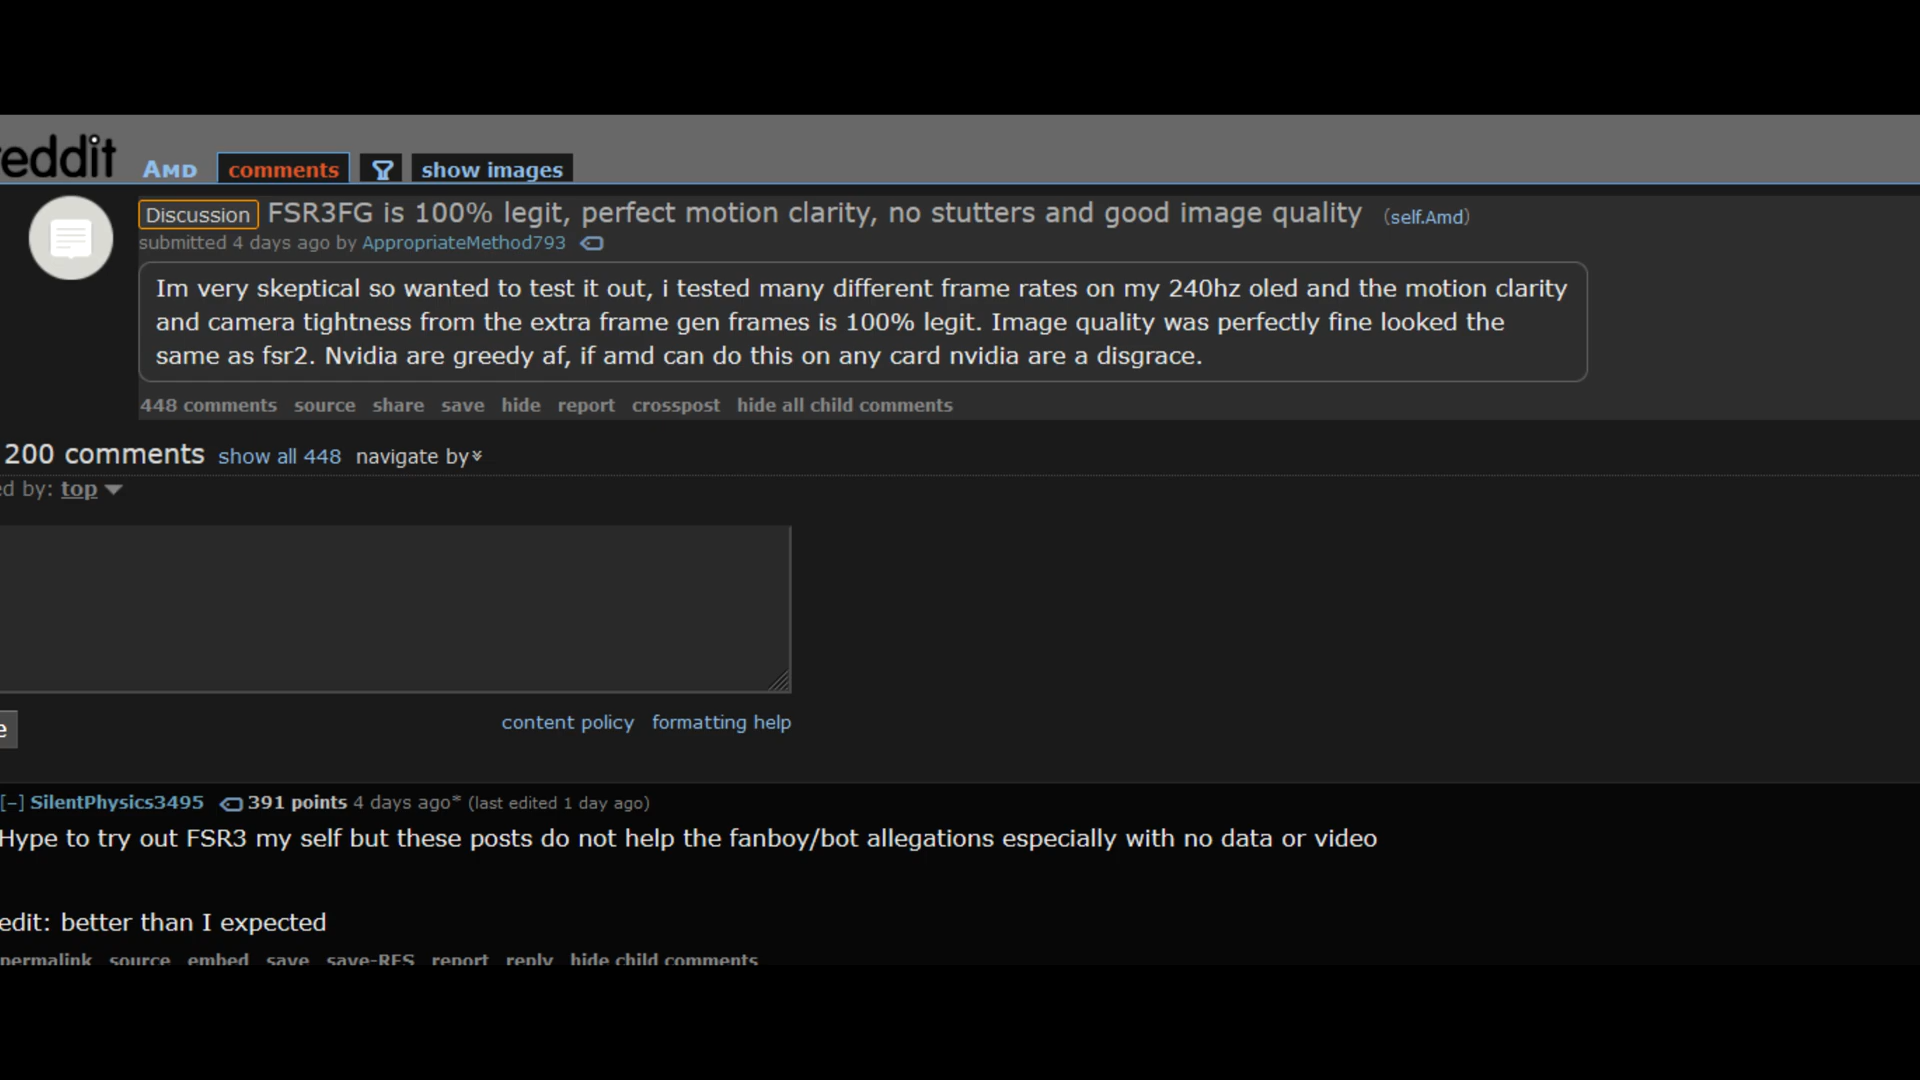 reddit AMD comments show images
Discussion FSR3FG is 100% legit, perfect motion clarity, no stutters and good image quality (self.Amd)
submitted 4 days ago by AppropriateMethod793
Im very skeptical so wanted to test it out, i tested many different frame rates on my 240hz oled and the motion clarity
and camera tightness from the extra frame gen frames is 100% legit. Image quality was perfectly fine looked the
same as fsr2. Nvidia are greedy af, if amd can do this on any card nvidia are a disgrace.
448 comments source share save hide report crosspost hide all child comments
200 comments show all 448 navigate by
ed by: top
content policy formatting help
e
[–] SilentPhysics3495 391 points 4 days ago* (last edited 1 day ago)
Hype to try out FSR3 my self but these posts do not help the fanboy/bot allegations especially with no data or video
edit: better than I expected
permalink source embed save save-RES report reply hide child comments